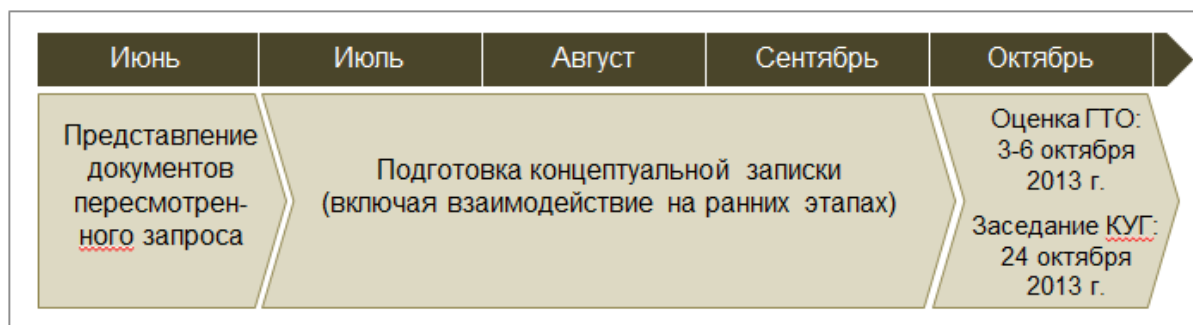 Июнь
Июль
Август
Сентябрь
Октябрь
Представление
документов
пересмотрен-
ного запроса
Подготовка концептуальной записки
(включая взаимодействие на ранних этапах)
Оценка ГТО:
3-6 октября
2013 г.
Заседание КУГ:
24 октября
2013 г.